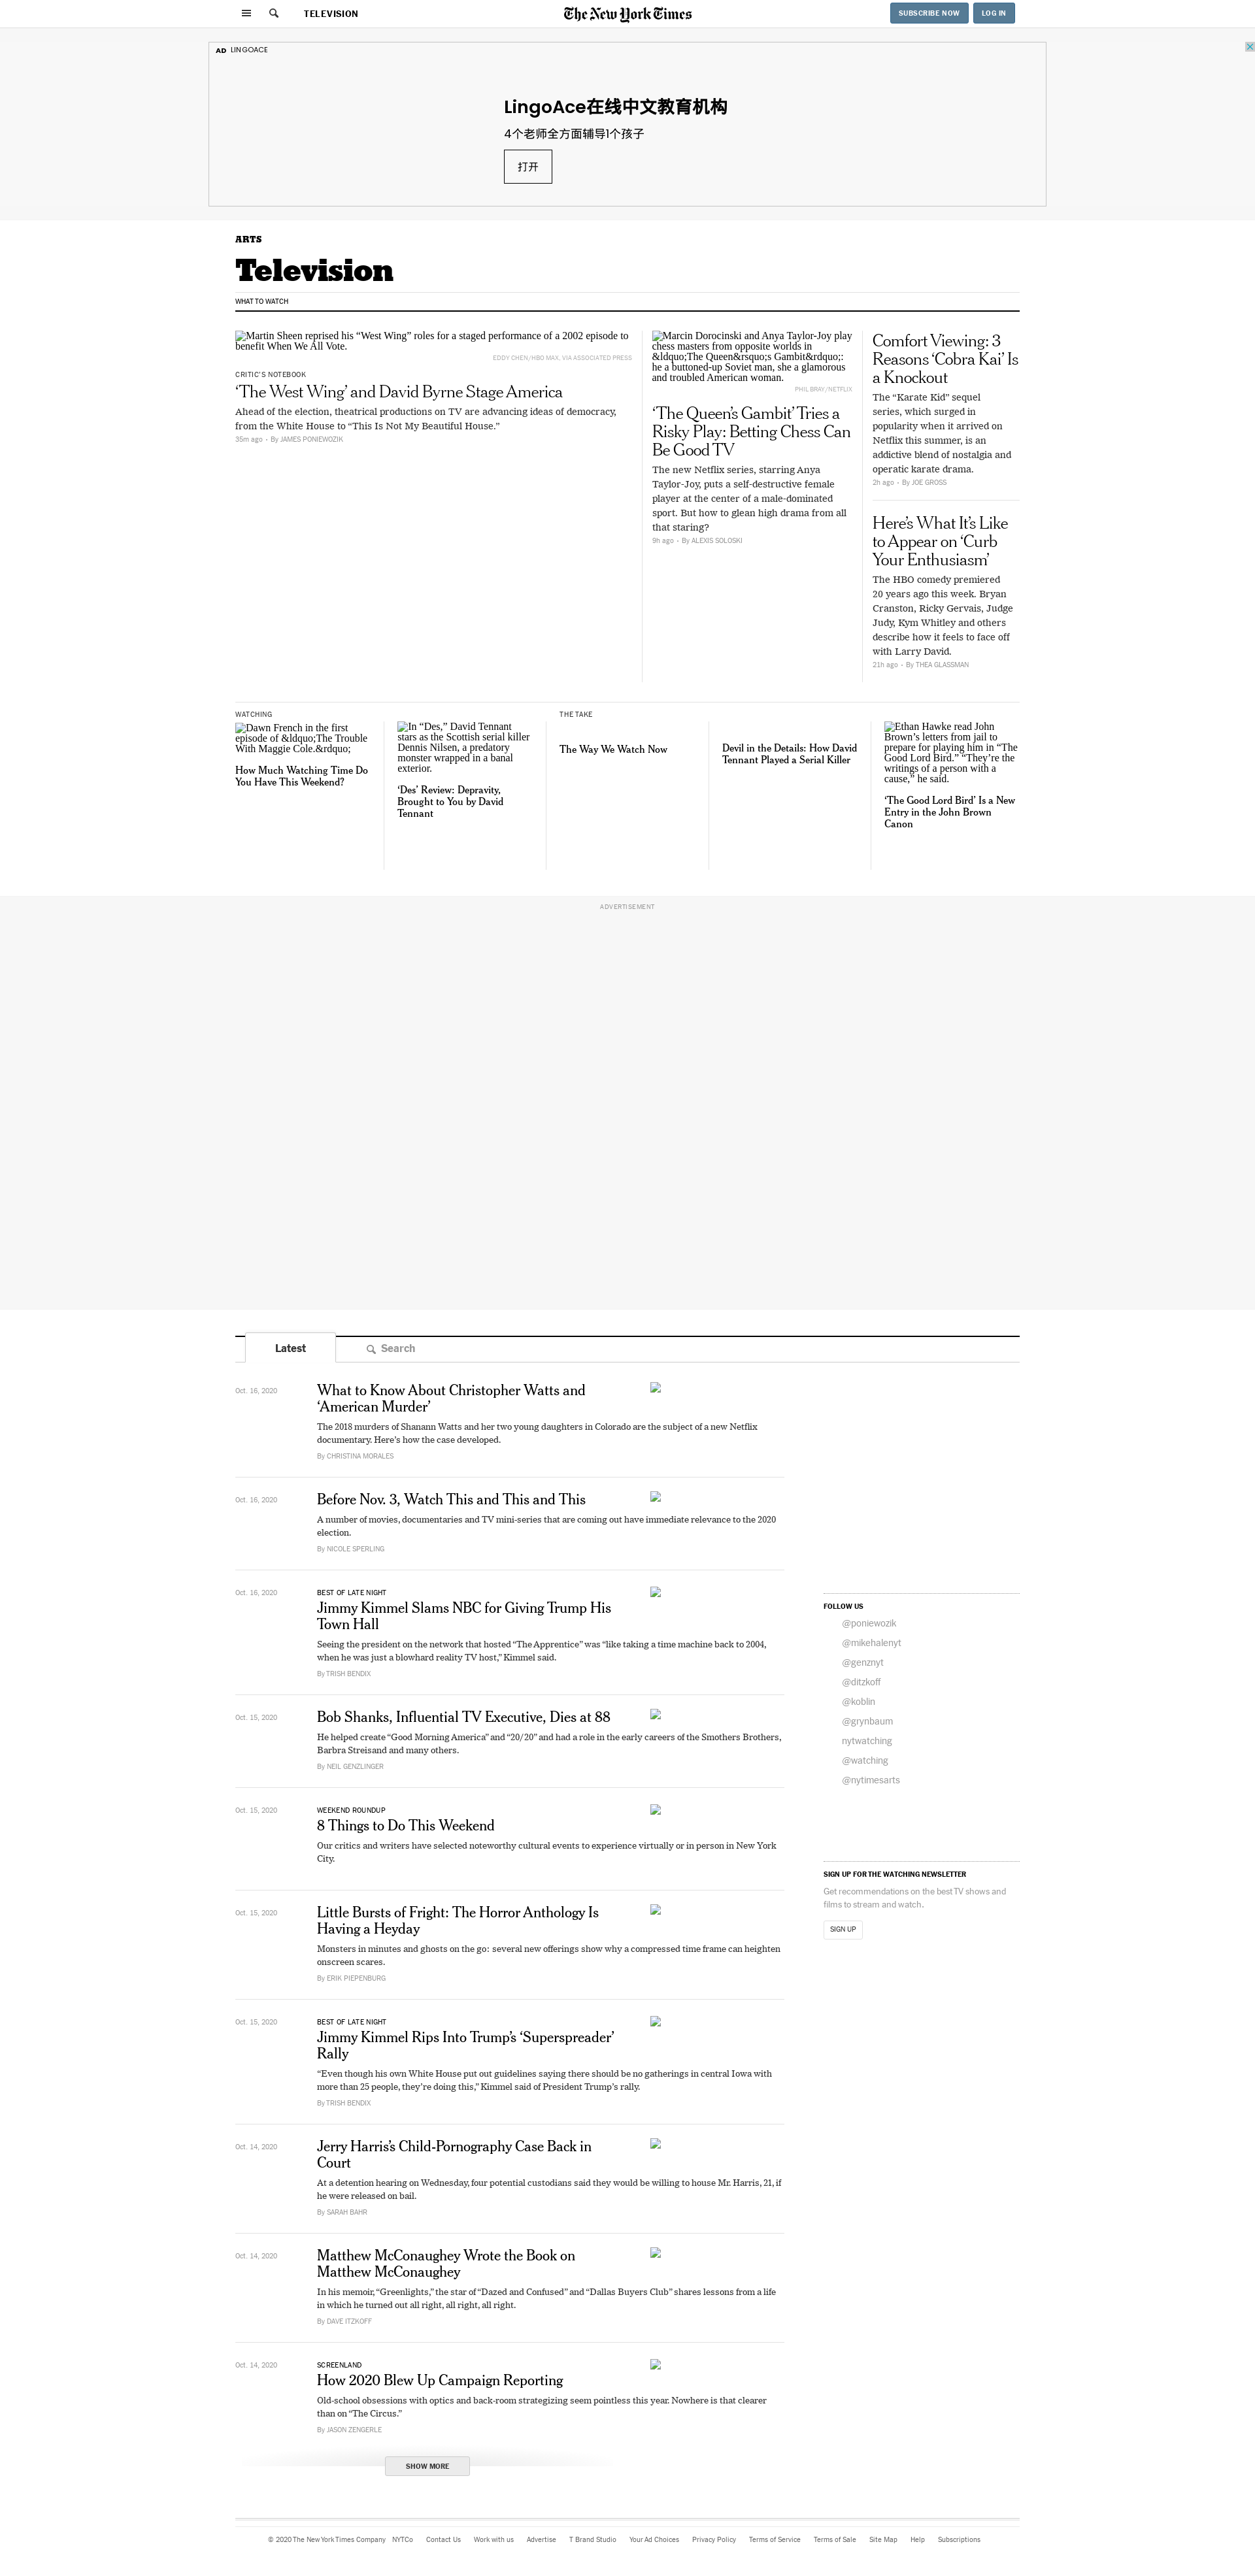 TELEVISION
The New York Times
SUBSCRIBE NOW
LOG IN
AD LINGOACE
LingoAce在线中文教育机构
4个老师全方面辅导1个孩子
打开
ARTS
Television
WHAT TO WATCH
Martin Sheen reprised his “West Wing” roles for a staged performance of a 2002 episode to
benefit When We All Vote.
EDDY CHEN/HBO MAX, VIA ASSOCIATED PRESS
CRITIC’S NOTEBOOK
‘The West Wing’ and David Byrne Stage America
Ahead of the election, theatrical productions on TV are advancing ideas of democracy,
from the White House to “This Is Not My Beautiful House.”
35m ago • By JAMES PONIEWOZIK
Marcin Dorocinski and Anya Taylor-Joy play
chess masters from opposite worlds in
&ldquo;The Queen&rsquo;s Gambit&rdquo;:
he a buttoned-up Soviet man, she a glamorous
and troubled American woman.
PHIL BRAY/NETFLIX
‘The Queen’s Gambit’ Tries a
Risky Play: Betting Chess Can
Be Good TV
The new Netflix series, starring Anya
Taylor-Joy, puts a self-destructive female
player at the center of a male-dominated
sport. But how to glean high drama from all
that staring?
9h ago • By ALEXIS SOLOSKI
Comfort Viewing: 3
Reasons ‘Cobra Kai’ Is
a Knockout
The “Karate Kid” sequel
series, which surged in
popularity when it arrived on
Netflix this summer, is an
addictive blend of nostalgia and
operatic karate drama.
2h ago • By JOE GROSS
Here’s What It’s Like
to Appear on ‘Curb
Your Enthusiasm’
The HBO comedy premiered
20 years ago this week. Bryan
Cranston, Ricky Gervais, Judge
Judy, Kym Whitley and others
describe how it feels to face off
with Larry David.
21h ago • By THEA GLASSMAN
WATCHING
Dawn French in the first
episode of &ldquo;The Trouble
With Maggie Cole.&rdquo;
How Much Watching Time Do
You Have This Weekend?
In “Des,” David Tennant
stars as the Scottish serial killer
Dennis Nilsen, a predatory
monster wrapped in a banal
exterior.
‘Des’ Review: Depravity,
Brought to You by David
Tennant
THE TAKE
The Way We Watch Now
Devil in the Details: How David
Tennant Played a Serial Killer
Ethan Hawke read John
Brown’s letters from jail to
prepare for playing him in “The
Good Lord Bird.” “They’re the
writings of a person with a
cause,” he said.
‘The Good Lord Bird’ Is a New
Entry in the John Brown
Canon
ADVERTISEMENT
Latest
Search
Oct. 16, 2020
What to Know About Christopher Watts and
‘American Murder’
The 2018 murders of Shanann Watts and her two young daughters in Colorado are the subject of a new Netflix
documentary. Here’s how the case developed.
By CHRISTINA MORALES
Oct. 16, 2020
Before Nov. 3, Watch This and This and This
A number of movies, documentaries and TV mini-series that are coming out have immediate relevance to the 2020
election.
By NICOLE SPERLING
Oct. 16, 2020
BEST OF LATE NIGHT
Jimmy Kimmel Slams NBC for Giving Trump His
Town Hall
Seeing the president on the network that hosted “The Apprentice” was “like taking a time machine back to 2004,
when he was just a blowhard reality TV host,” Kimmel said.
By TRISH BENDIX
Oct. 15, 2020
Bob Shanks, Influential TV Executive, Dies at 88
He helped create “Good Morning America” and “20/20” and had a role in the early careers of the Smothers Brothers,
Barbra Streisand and many others.
By NEIL GENZLINGER
Oct. 15, 2020
WEEKEND ROUNDUP
8 Things to Do This Weekend
Our critics and writers have selected noteworthy cultural events to experience virtually or in person in New York
City.
Oct. 15, 2020
Little Bursts of Fright: The Horror Anthology Is
Having a Heyday
Monsters in minutes and ghosts on the go: several new offerings show why a compressed time frame can heighten
onscreen scares.
By ERIK PIEPENBURG
Oct. 15, 2020
BEST OF LATE NIGHT
Jimmy Kimmel Rips Into Trump’s ‘Superspreader’
Rally
“Even though his own White House put out guidelines saying there should be no gatherings in central Iowa with
more than 25 people, they’re doing this,” Kimmel said of President Trump’s rally.
By TRISH BENDIX
Oct. 14, 2020
Jerry Harris’s Child-Pornography Case Back in
Court
At a detention hearing on Wednesday, four potential custodians said they would be willing to house Mr. Harris, 21, if
he were released on bail.
By SARAH BAHR
Oct. 14, 2020
Matthew McConaughey Wrote the Book on
Matthew McConaughey
In his memoir, “Greenlights,” the star of “Dazed and Confused” and “Dallas Buyers Club” shares lessons from a life
in which he turned out all right, all right, all right.
By DAVE ITZKOFF
Oct. 14, 2020
SCREENLAND
How 2020 Blew Up Campaign Reporting
Old-school obsessions with optics and back-room strategizing seem pointless this year. Nowhere is that clearer
than on “The Circus.”
By JASON ZENGERLE
SHOW MORE
FOLLOW US
@poniewozik
@mikehalenyt
@genznyt
@ditzkoff
@koblin
@grynbaum
nytwatching
@watching
@nytimesarts
SIGN UP FOR THE WATCHING NEWSLETTER
Get recommendations on the best TV shows and
films to stream and watch.
SIGN UP
© 2020 The New York Times Company NYTCo Contact Us Work with us Advertise T Brand Studio Your Ad Choices Privacy Policy Terms of Service Terms of Sale Site Map Help Subscriptions